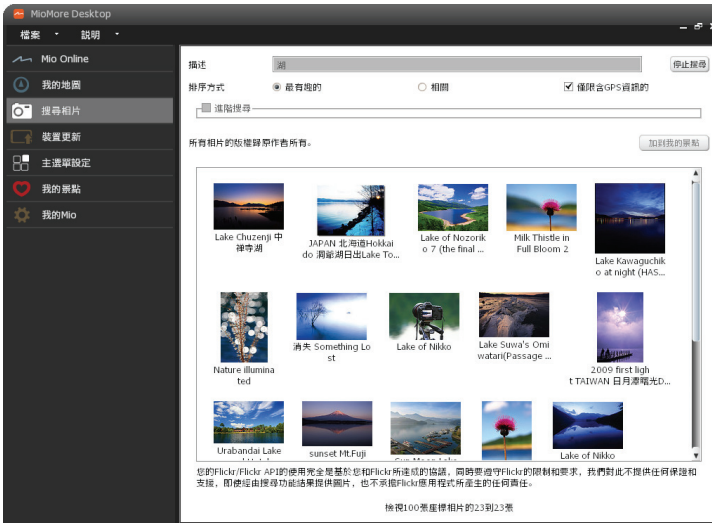 MioMore Desktop
檔案 説明
Mio Online
我的地圖
搜尋相片
裝置更新
主選單設定
我的景點
我的Mio
描述 湖 停止搜尋
排序方式 最有趣的 相關 僅限含GPS資訊的
進階搜尋
所有相片的版權歸原作者所有。 加到我的景點
Lake Chuzenji 中
禅寺湖
JAPAN 北海道Hokkai
do 洞爺湖日出Lake To...
Lake of Nozorik
o 7 (the final ...
Milk Thistle in
Full Bloom 2
Lake Kawaguchik
o at night (HAS...
Nature illumina
ted
消失 Something Lo
st
Lake of Nikko
Lake Suwa's Omi
watari(Passage ...
2009 first ligh
t TAIWAN 日月潭曙光D...
Urabandai Lake
sunset Mt.Fuji
Sun Moon Lake
Lake of Nikko
您的Flickr/Flickr API的使用完全是基於您和Flickr所達成的協議，同時要遵守Flickr的限制和要求，我們對此不提供任何保證和
支援，即使經由搜尋功能結果提供圖片，也不承擔Flickr應用程式所產生的任何責任。
檢視100張座標相片的23到23張